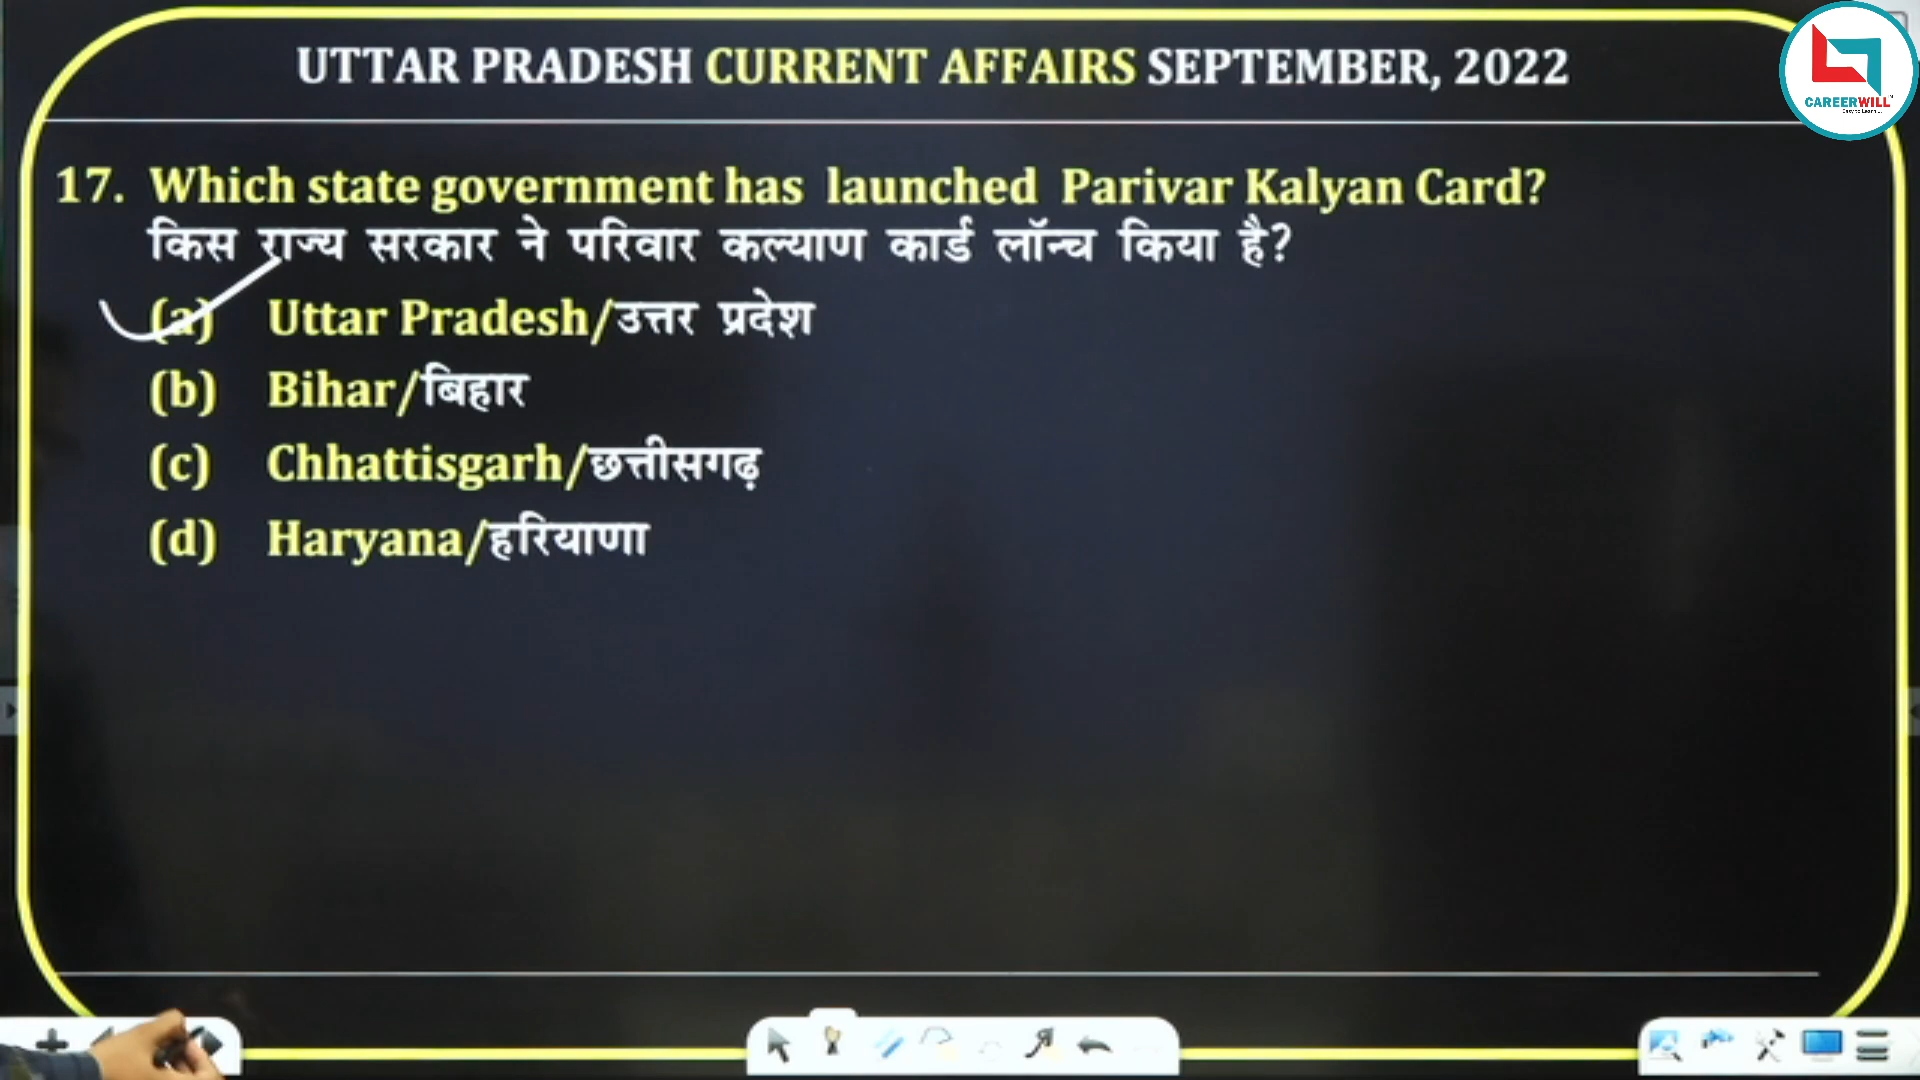 UTTAR PRADESH CURRENT AFFAIRS SEPTEMBER, 2022
CAREERWILL
17. Which state government has launched Parivar Kalyan Card?
किस राज्य सरकार ने परिवार कल्याण कार्ड लॉन्च किया है?
(a) Uttar Pradesh/उत्तर प्रदेश
(b) Bihar/बिहार
(c) Chhattisgarh/छत्तीसगढ़
(d) Haryana/हरियाणा